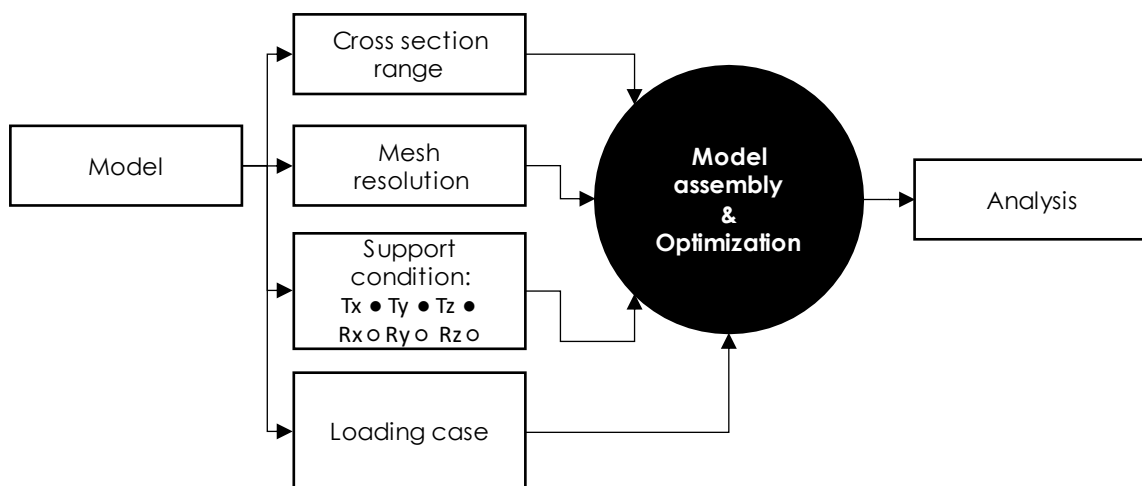 Model
Cross section
range
Mesh
resolution
Support
condition:
Tx ● Ty ● Tz ●
Rx ○ Ry ○ Rz ○
Loading case
Model
assembly
&
Optimization
Analysis